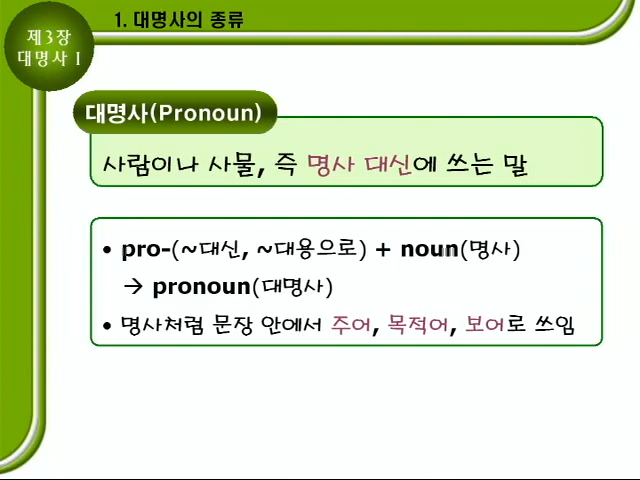 1. 대명사의 종류
제3장
대명사 I
대명사(Pronoun)
사람이나 사물, 즉 명사 대신에 쓰는 말
• pro-(~대신, ~대용으로) + noun(명사)
→ pronoun(대명사)
• 명사처럼 문장 안에서 주어, 목적어, 보어로 쓰임